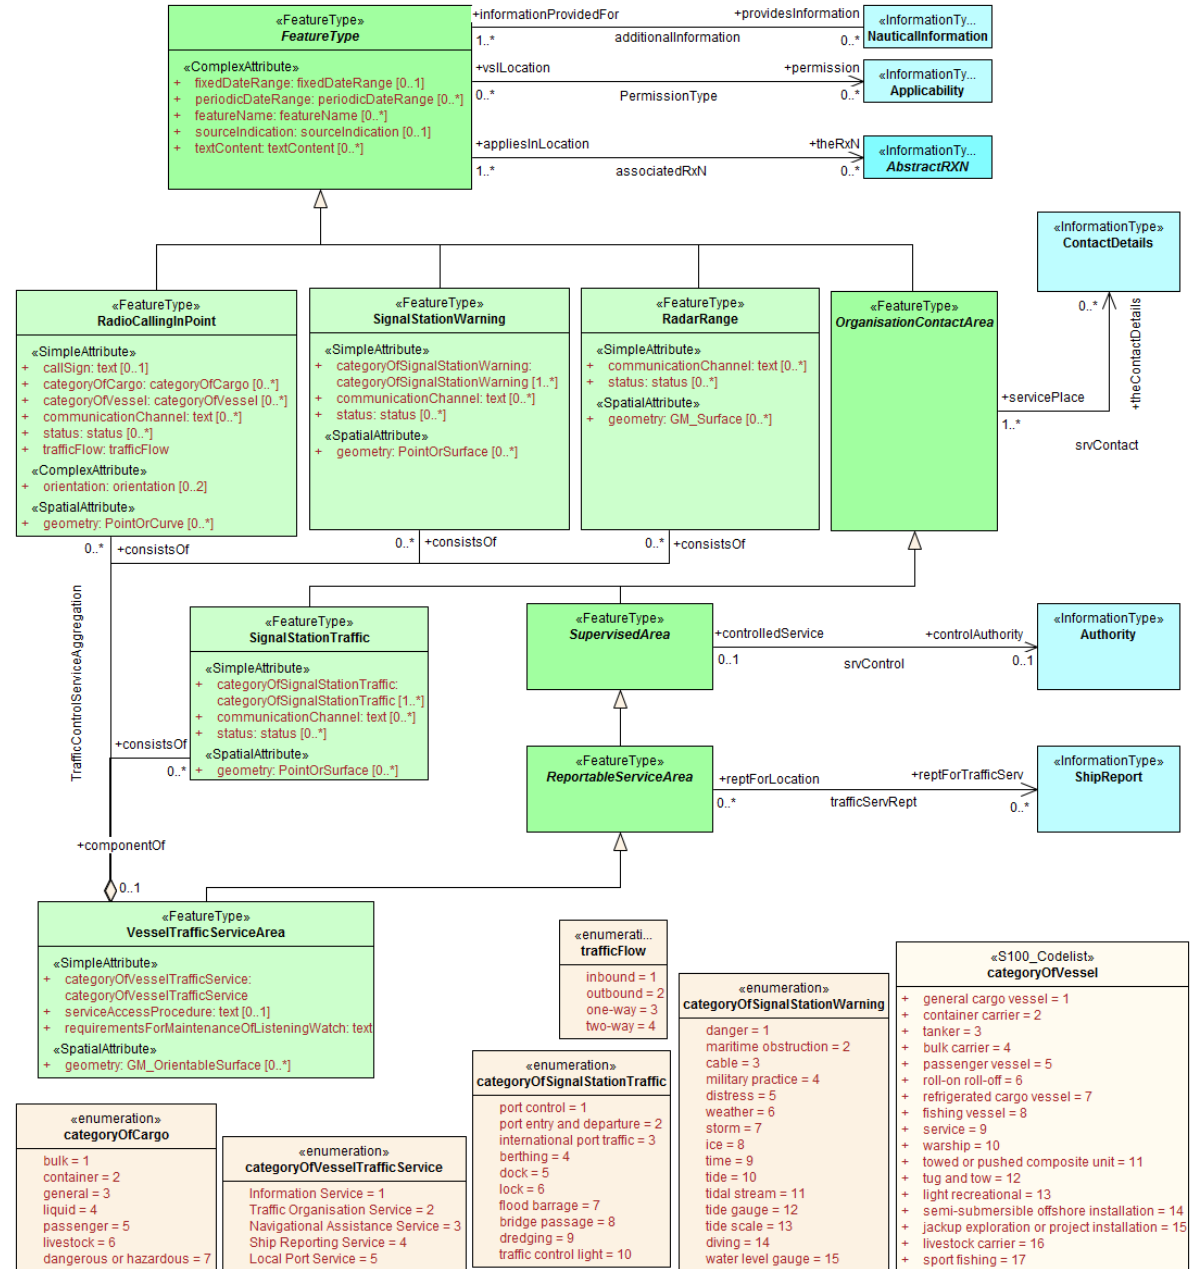 «FeatureType»
FeatureType
«ComplexAttribute»
+ fixedDateRange: fixedDateRange [0..1]
+ periodicDateRange: periodicDateRange [0..*]
+ featureName: featureName [0..*]
+ sourceIndication: sourceIndication [0..1]
+ textContent: textContent [0..*]
+informationProvidedFor
+providesInformation
1..*
additionalInformation
0..*
«InformationTy...
NauticalInformation
+vslLocation
+permission
0..*
PermissionType
0..*
«InformationTy...
Applicability
+appliesInLocation
+theRxN
1..*
associatedRxN
0..*
«InformationTy...
AbstractRXN
«InformationType»
ContactDetails
0..*
+theContactDetails
+servicePlace
1..*
srvContact
«FeatureType»
RadioCallingInPoint
«SimpleAttribute»
+ callSign: text [0..1]
+ categoryOfCargo: categoryOfCargo [0..*]
+ categoryOfVessel: categoryOfVessel [0..*]
+ communicationChannel: text [0..*]
+ status: status [0..*]
+ trafficFlow: trafficFlow
«ComplexAttribute»
+ orientation: orientation [0..2]
«SpatialAttribute»
+ geometry: PointOrCurve [0..*]
«FeatureType»
SignalStationWarning
«SimpleAttribute»
+ categoryOfSignalStationWarning:
categoryOfSignalStationWarning [1..*]
+ communicationChannel: text [0..*]
+ status: status [0..*]
«SpatialAttribute»
+ geometry: PointOrSurface [0..*]
«FeatureType»
RadarRange
«SimpleAttribute»
+ communicationChannel: text [0..*]
+ status: status [0..*]
«SpatialAttribute»
+ geometry: GM_Surface [0..*]
«FeatureType»
OrganisationContactArea
0..* +consistsOf
0..* +consistsOf
0..* +consistsOf
TrafficControlServiceAggregation
«FeatureType»
SignalStationTraffic
«SimpleAttribute»
+ categoryOfSignalStationTraffic:
categoryOfSignalStationTraffic [1..*]
+ communicationChannel: text [0..*]
+ status: status [0..*]
«SpatialAttribute»
+ geometry: PointOrSurface [0..*]
+consistsOf
0..*
«FeatureType»
SupervisedArea
+controlledService
+controlAuthority
0..1
srvControl
0..1
«InformationType»
Authority
«FeatureType»
ReportableServiceArea
+reptForLocation
+reptForTrafficServ
0..*
trafficServRept
0..*
«InformationType»
ShipReport
+componentOf
0..1
«FeatureType»
VesselTrafficServiceArea
«SimpleAttribute»
+ categoryOfVesselTrafficService:
categoryOfVesselTrafficService
+ serviceAccessProcedure: text [0..1]
+ requirementsForMaintenanceOfListeningWatch: text
«SpatialAttribute»
+ geometry: GM_OrientableSurface [0..*]
«enumerati...
trafficFlow
inbound = 1
outbound = 2
one-way = 3
two-way = 4
«enumeration»
categoryOfSignalStationWarning
danger = 1
maritime obstruction = 2
cable = 3
military practice = 4
distress = 5
weather = 6
storm = 7
ice = 8
time = 9
tide = 10
tidal stream = 11
tide gauge = 12
tide scale = 13
diving = 14
water level gauge = 15
«S100_Codelist»
categoryOfVessel
+ general cargo vessel = 1
+ container carrier = 2
+ tanker = 3
+ bulk carrier = 4
+ passenger vessel = 5
+ roll-on roll-off = 6
+ refrigerated cargo vessel = 7
+ fishing vessel = 8
+ service = 9
+ warship = 10
+ towed or pushed composite unit = 11
+ tug and tow = 12
+ light recreational = 13
+ semi-submersible offshore installation = 14
+ jackup exploration or project installation = 15
+ livestock carrier = 16
+ sport fishing = 17
«enumeration»
categoryOfSignalStationTraffic
port control = 1
port entry and departure = 2
international port traffic = 3
berthing = 4
dock = 5
lock = 6
flood barrage = 7
bridge passage = 8
dredging = 9
traffic control light = 10
«enumeration»
categoryOfCargo
bulk = 1
container = 2
general = 3
liquid = 4
passenger = 5
livestock = 6
dangerous or hazardous = 7
«enumeration»
categoryOfVesselTrafficService
Information Service = 1
Traffic Organisation Service = 2
Navigational Assistance Service = 3
Ship Reporting Service = 4
Local Port Service = 5